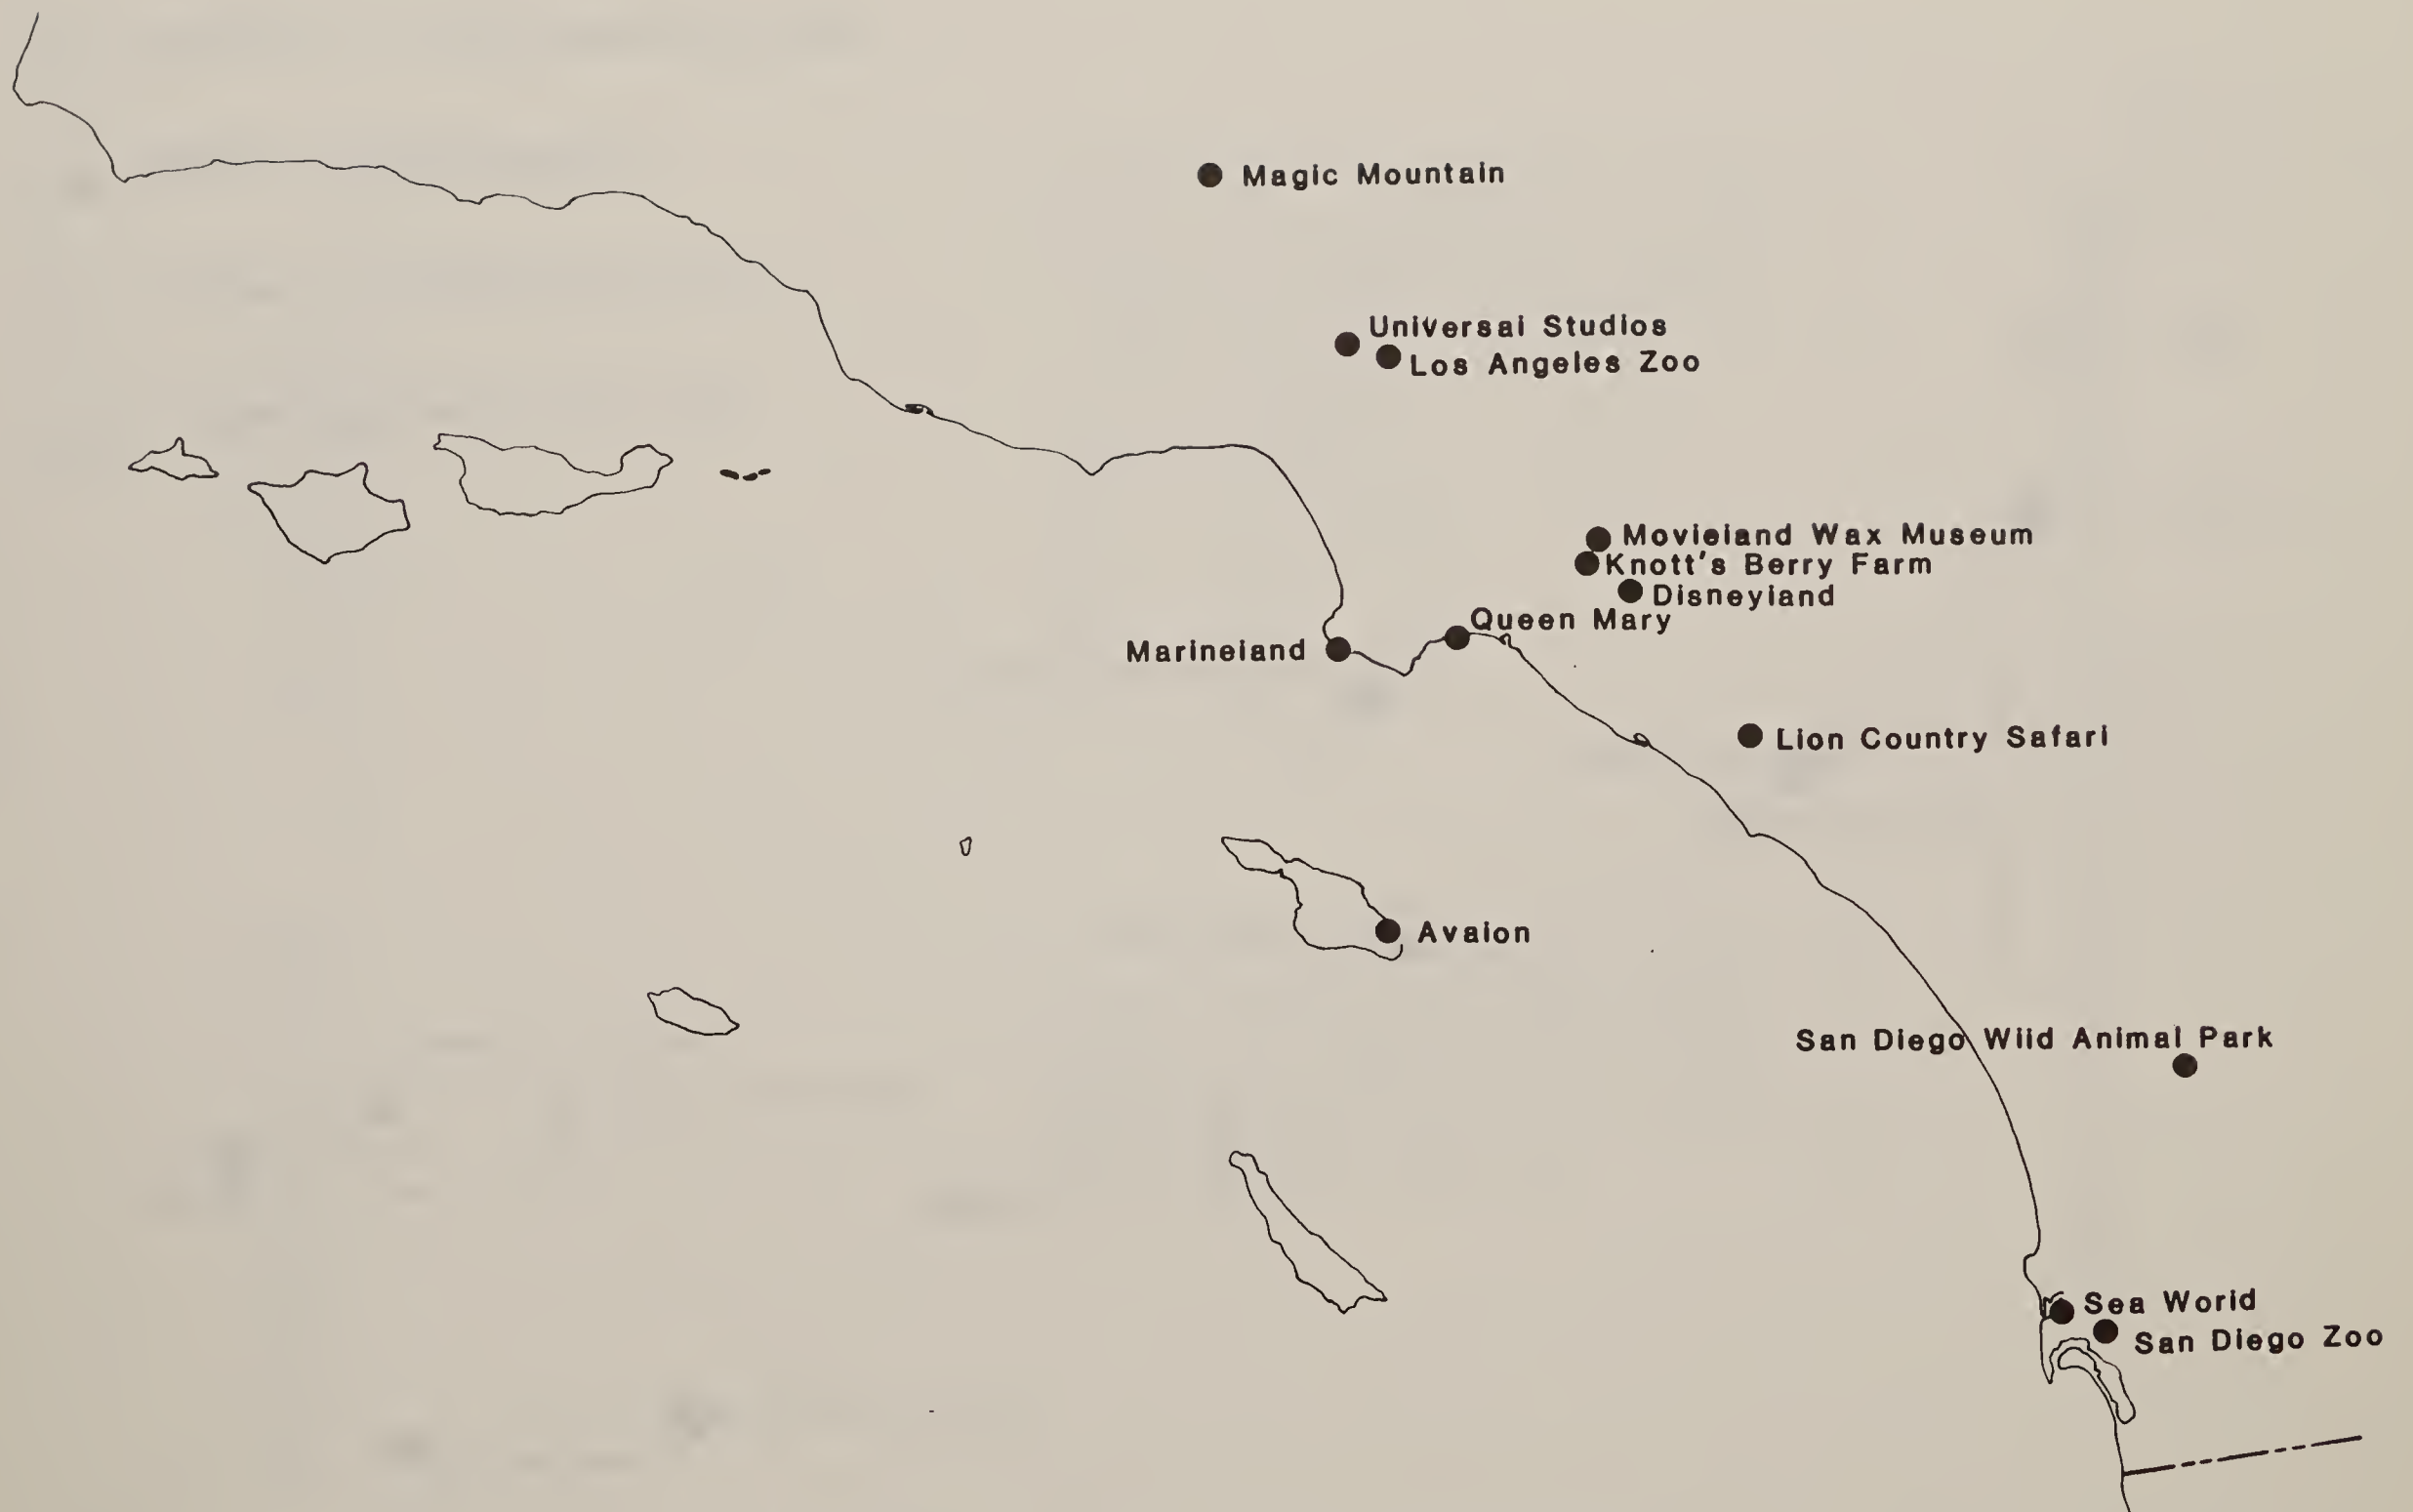 Magic Mountain
Universal Studios
Los Angeles Zoo
Movieland Wax Museum
Knott's Berry Farm
Disneyland
Queen Mary
Marineland
Lion Country Safari
Avalon
San Diego Wild Animal Park
Sea World
San Diego Zoo